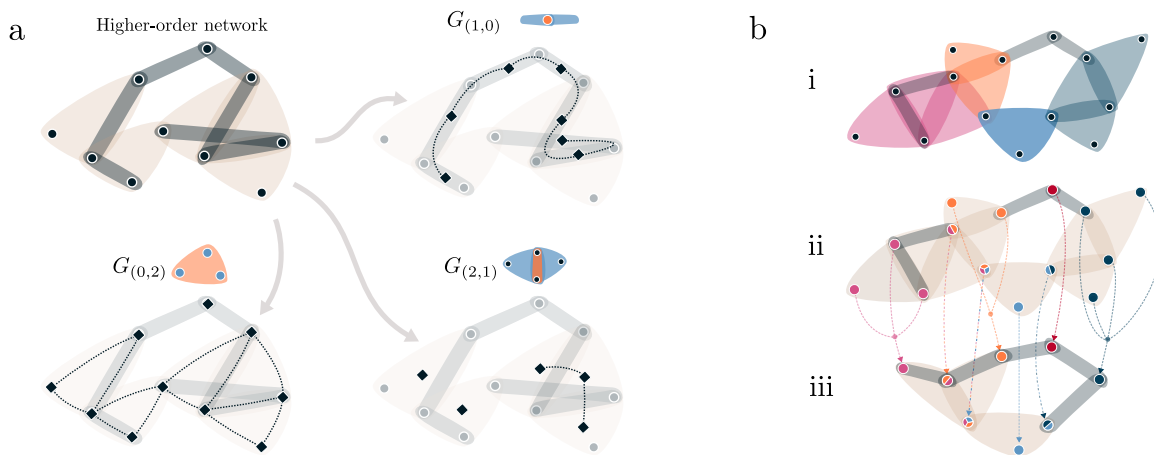 a
Higher-order network
G(1,0)
G(0,2)
G(2,1)
b
i
ii
iii